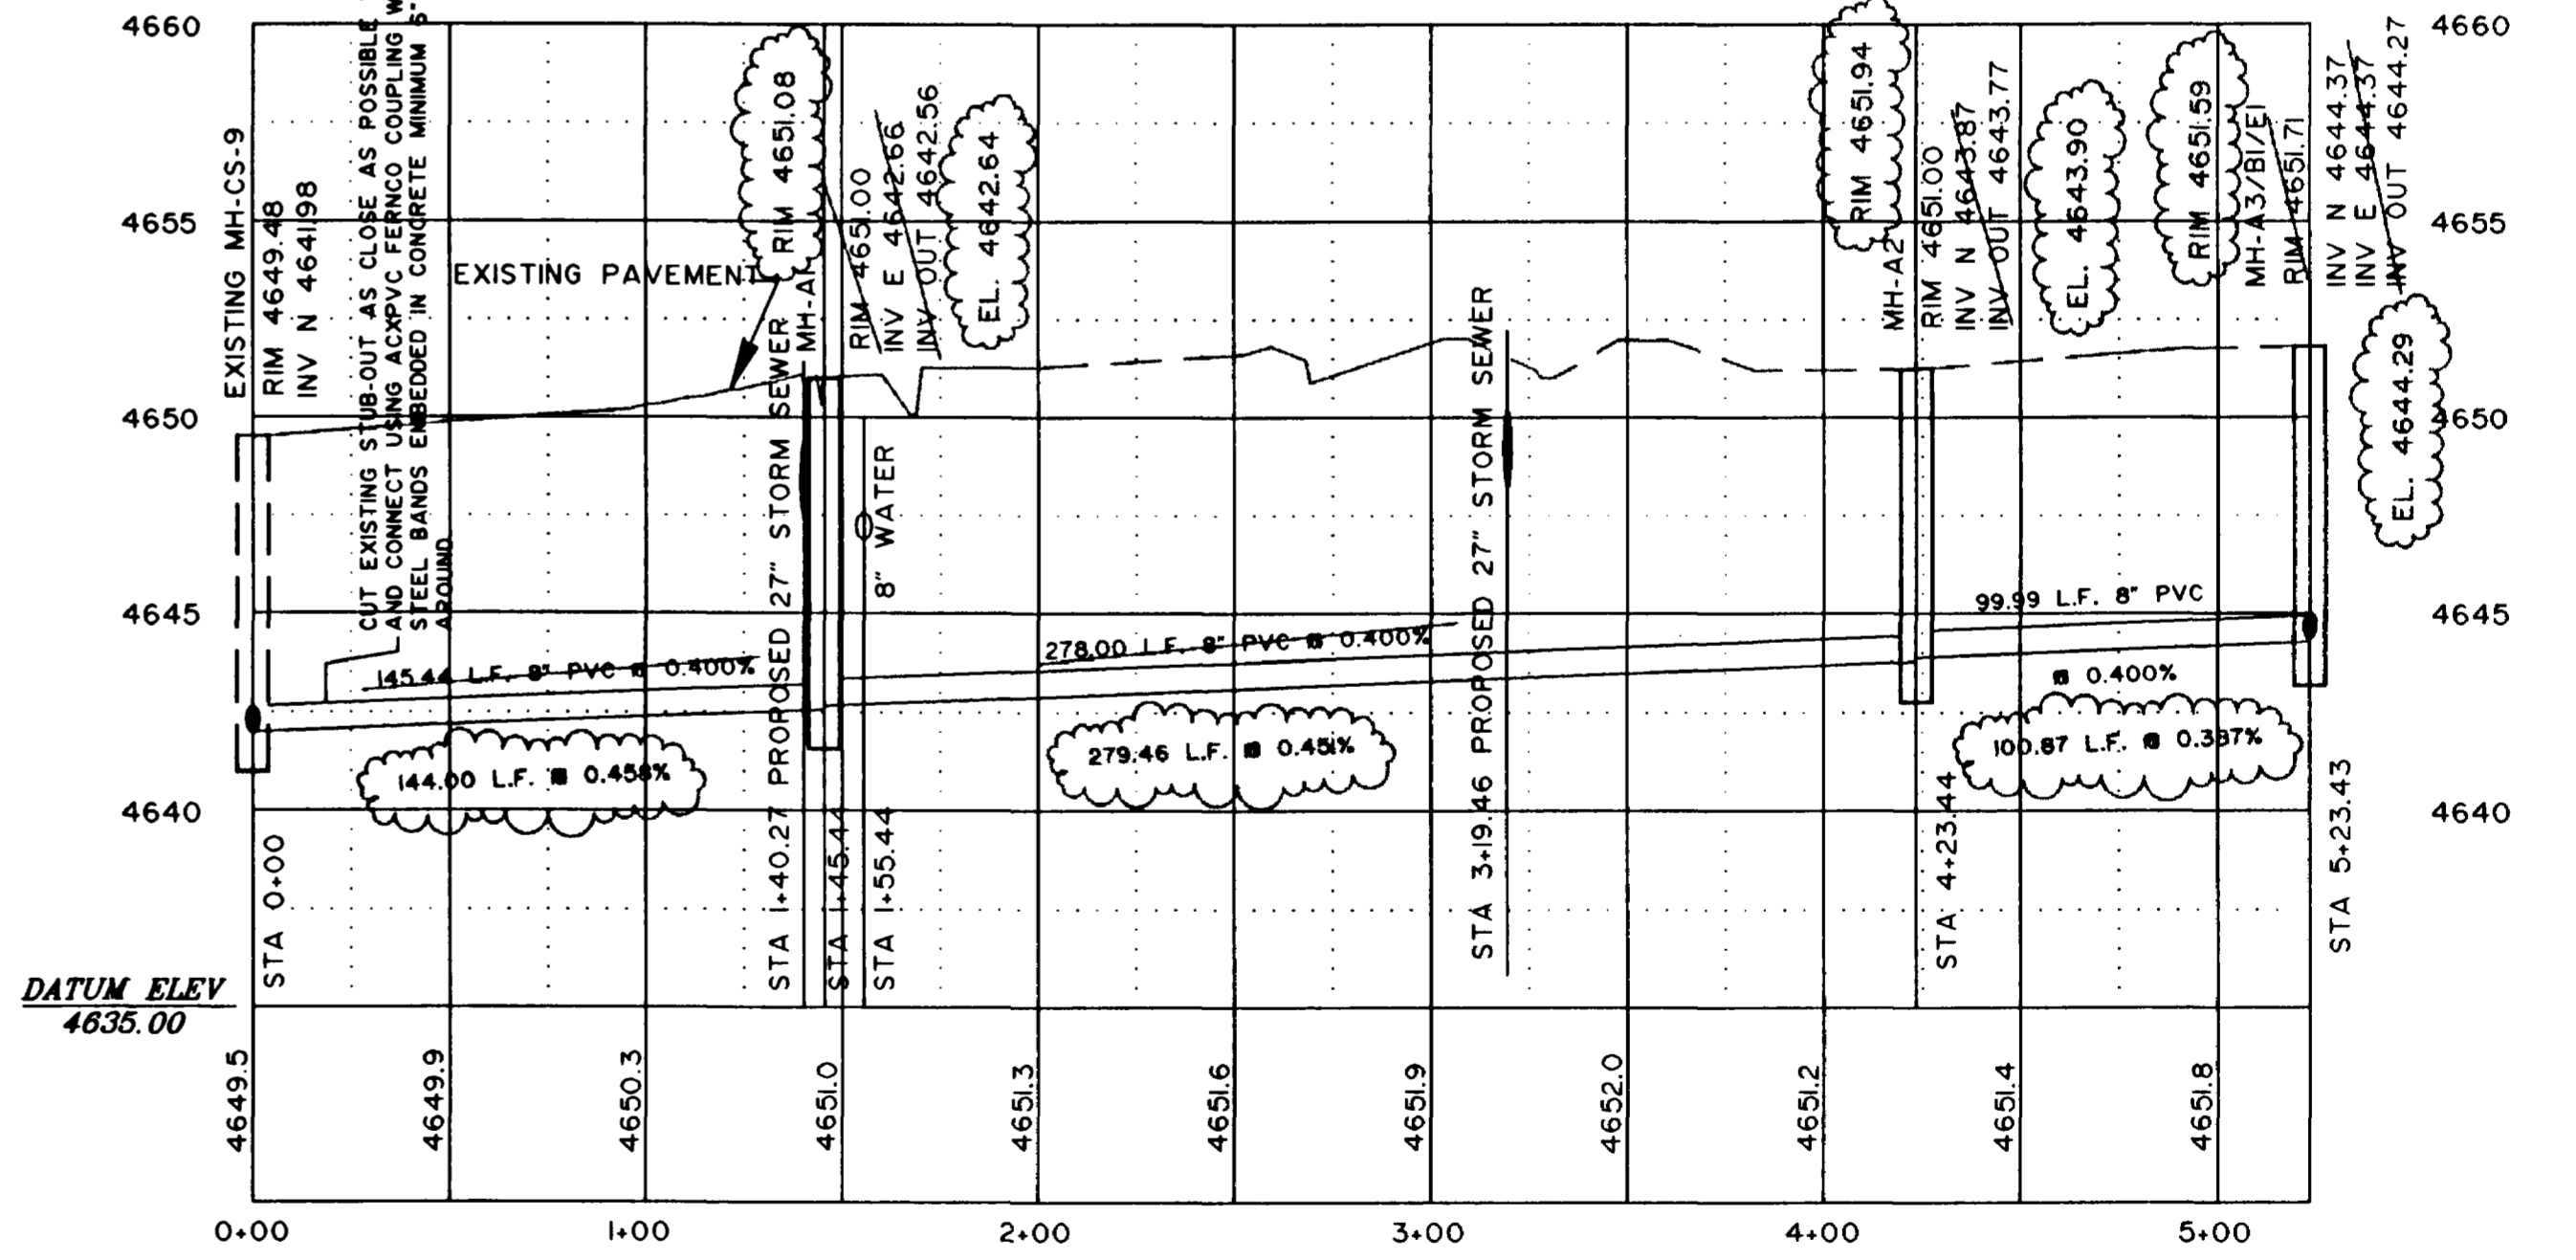 4660
4655
4650
4645
4640
DATUM ELEV
4635.00
EXISTING MH-CS-9
RIM 4649.48
INV N 4641.98
CUT EXISTING STUB-OUT AS CLOSE AS POSSIBLE
AND CONNECT USING ACXPVC FERNCO COUPLING W
STEEL BANDS EMBEDDED IN CONCRETE MINIMUM 6"
AROUND
EXISTING PAVEMENT
RIM 4651.08
MH-A1
RIM 4651.00
INV E 4642.66
INV OUT 4642.56
EL. 4642.64
8" WATER
RIM 4651.94
MH-A2
RIM 4651.00
INV N 4643.87
INV OUT 4643.77
EL. 4643.90
RIM 4651.59
MH-A3/B1/E1
RIM 4651.71
INV N 4644.37
INV E 4644.37
INV OUT 4644.27
EL. 4644.29
4660
4655
4650
4645
4640
145.44 L.F. 8" PVC @ 0.400%
278.00 L.F. 8" PVC @ 0.400%
99.99 L.F. 8" PVC
@ 0.400%
144.00 L.F. @ 0.458%
279.46 L.F. @ 0.451%
100.87 L.F. @ 0.387%
STA 0+00
STA 1+40.27 PROPOSED 27" STORM SEWER
STA 1+45.44
STA 1+55.44
STA 3+19.46 PROPOSED 27" STORM SEWER
STA 4+23.44
STA 5+23.43
4649.5
4649.9
4650.3
4651.0
4651.3
4651.6
4651.9
4652.0
4651.2
4651.4
4651.8
0+00
1+00
2+00
3+00
4+00
5+00